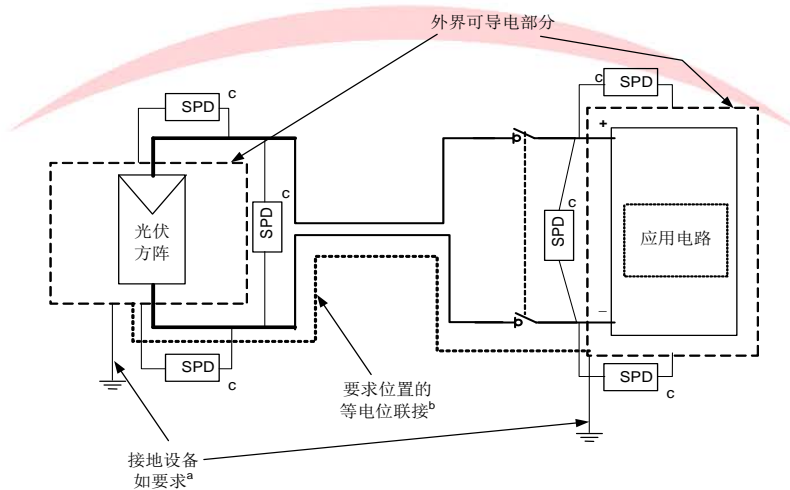 外界可导电部分
SPD
c
c
SPD
+
光伏
方阵
SPD
c
SPD
c
应用电路
−
SPD
c
要求位置的
等电位联接b
SPD
c
接地设备
如要求a